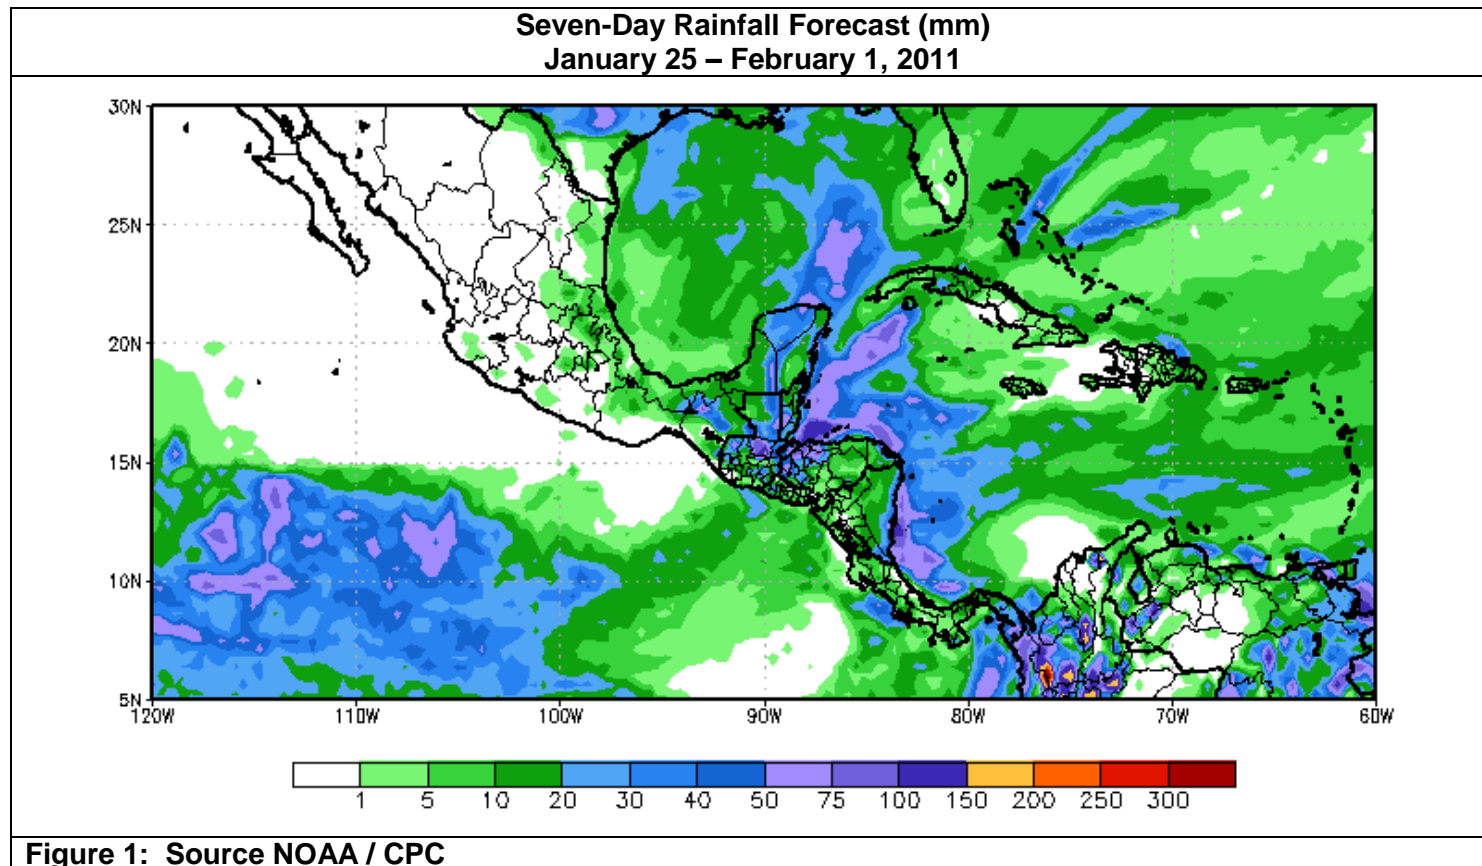 Seven-Day Rainfall Forecast (mm)
January 25 – February 1, 2011
30N
25N
20N
15N
10N
5N
120W 110W 100W 90W 80W 70W 60W
1 5 10 20 30 40 50 75 100 150 200 250 300
Figure 1: Source NOAA / CPC